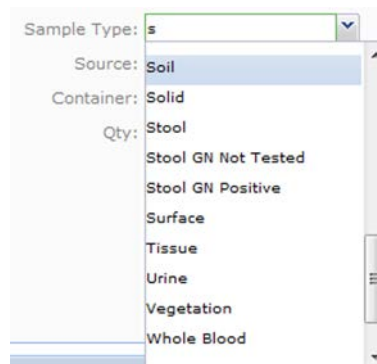 Sample Type: s
Source: Soil
Container: Solid
Qty: Stool
Stool GN Not Tested
Stool GN Positive
Surface
Tissue
Urine
Vegetation
Whole Blood